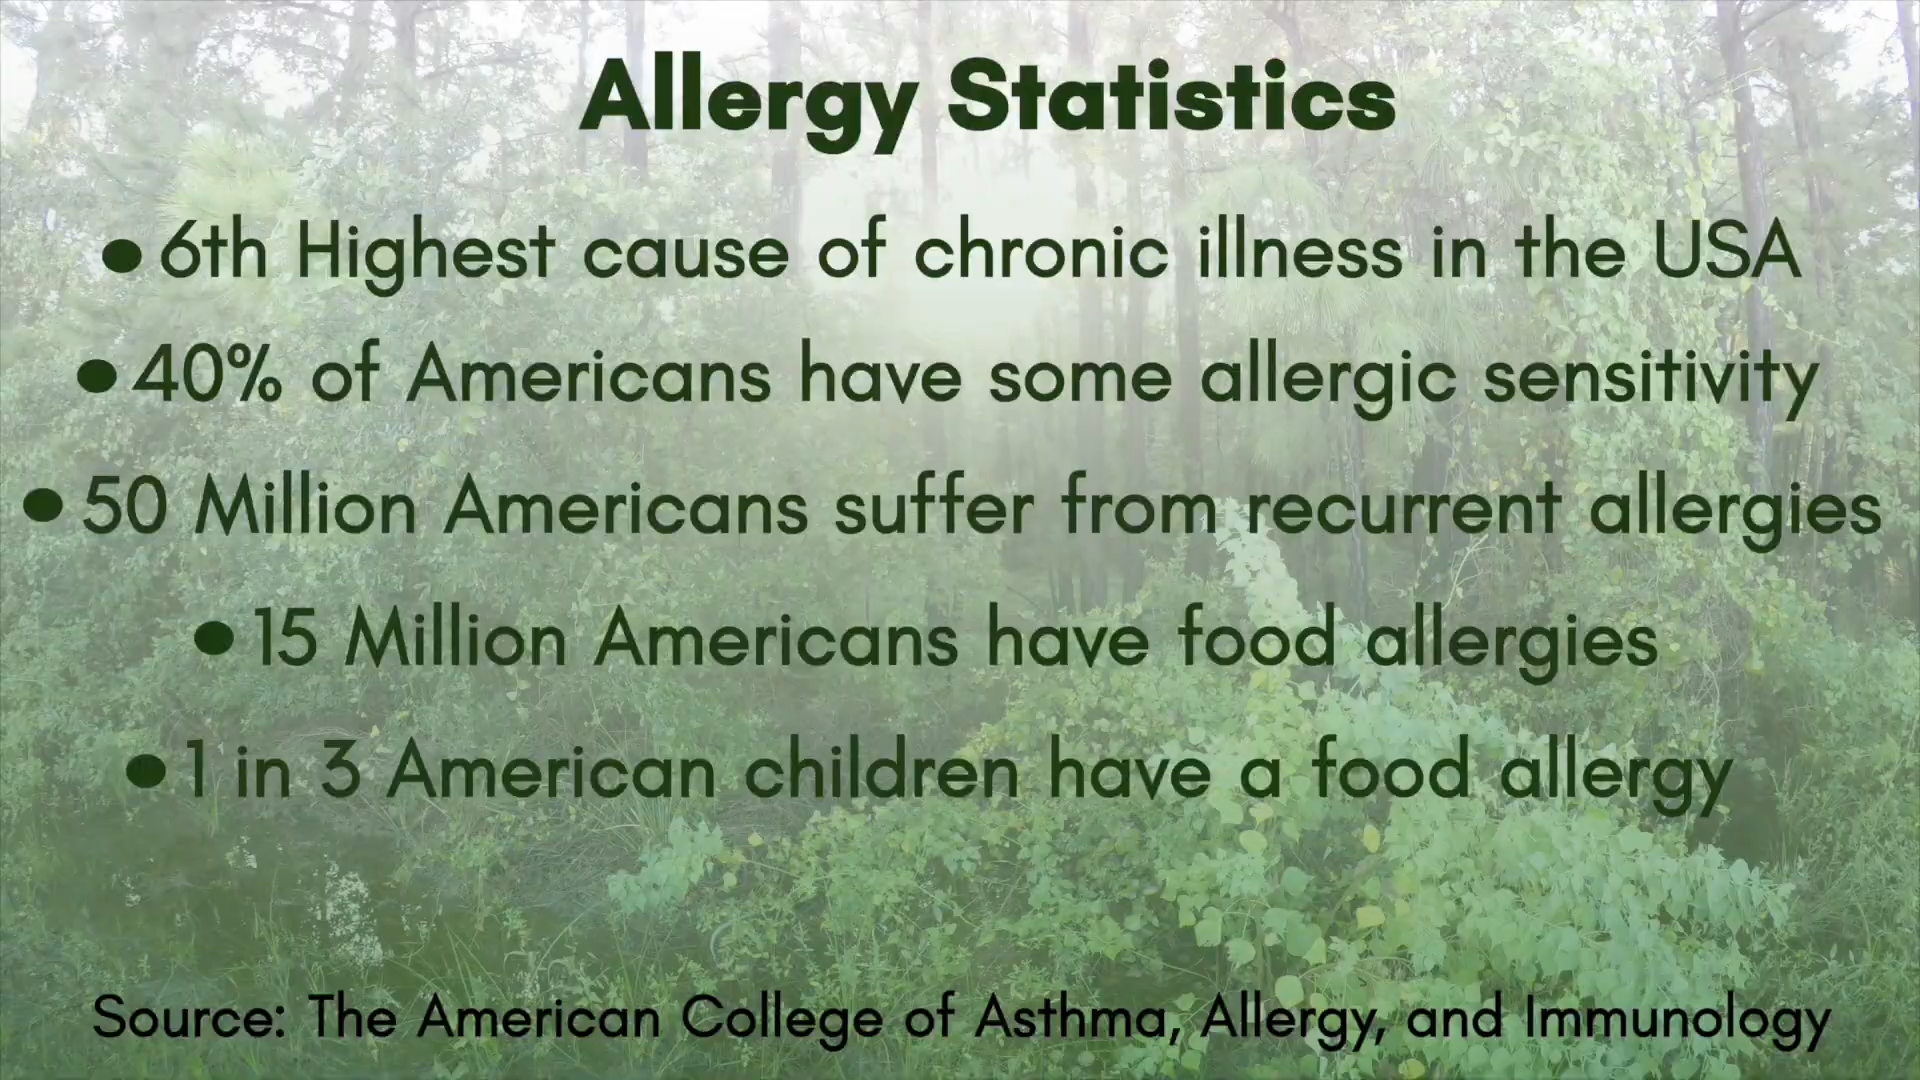 Allergy Statistics
• 6th Highest cause of chronic illness in the USA
• 40% of Americans have some allergic sensitivity
• 50 Million Americans suffer from recurrent allergies
• 15 Million Americans have food allergies
• 1 in 3 American children have a food allergy
Source: The American College of Asthma, Allergy, and Immunology